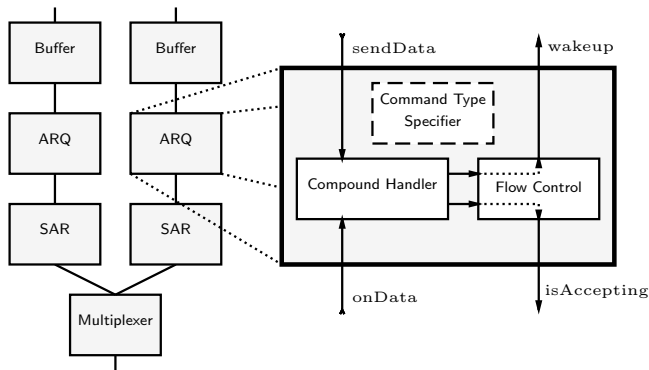 Buffer
Buffer
sendData
wakeup
Command Type
Specifier
ARQ
ARQ
Compound Handler
Flow Control
SAR
SAR
onData
isAccepting
Multiplexer